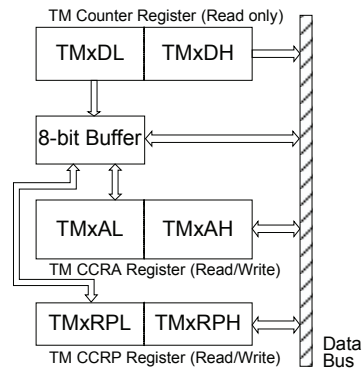 TM Counter Register (Read only)
TMxDL TMxDH
8-bit Buffer
TMxAL TMxAH
TM CCRA Register (Read/Write)
TMxRPL TMxRPH
TM CCRP Register (Read/Write)
Data
Bus